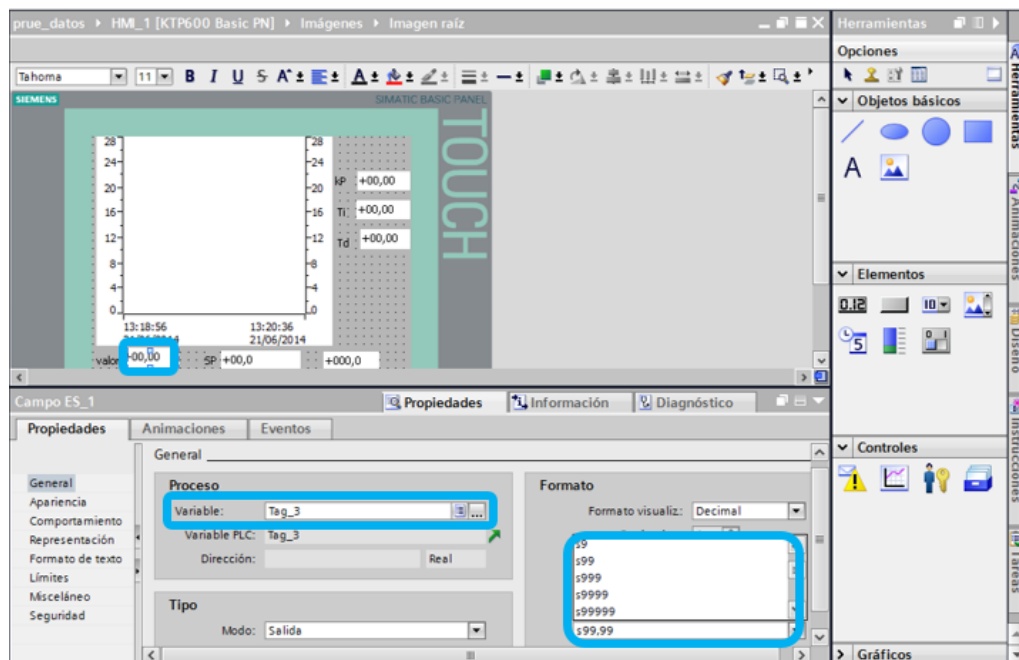 prue_datos ▸ HMI_1 [KTP600 Basic PN] ▸ Imágenes ▸ Imagen raíz
Herramientas
Opciones
Tahoma 11 B I U S A A
SIEMENS SIMATIC BASIC PANEL
TOUCH
28 28
24 24
20 20
16 16
12 12
8 8
4 4
0 0
13:18:56 13:20:36
21/06/2014
kP +00,00
Ti +00,00
Td +00,00
valor +00,00 SP +00,0 +000,0
Objetos básicos
A
Elementos
0.12 10
5
Controles
Gráficos
Herramientas
Animaciones
Diseño
Instrucciones
Tareas
Campo ES_1
Propiedades Información Diagnóstico
Propiedades Animaciones Eventos
General
General
Apariencia
Comportamiento
Representación
Formato de texto
Límites
Misceláneo
Seguridad
Proceso
Variable: Tag_3 ...
Variable PLC: Tag_3
Dirección: Real
Tipo
Modo: Salida
Formato
Formato visualiz.: Decimal
s9
s99
s999
s9999
s99999
s99,99